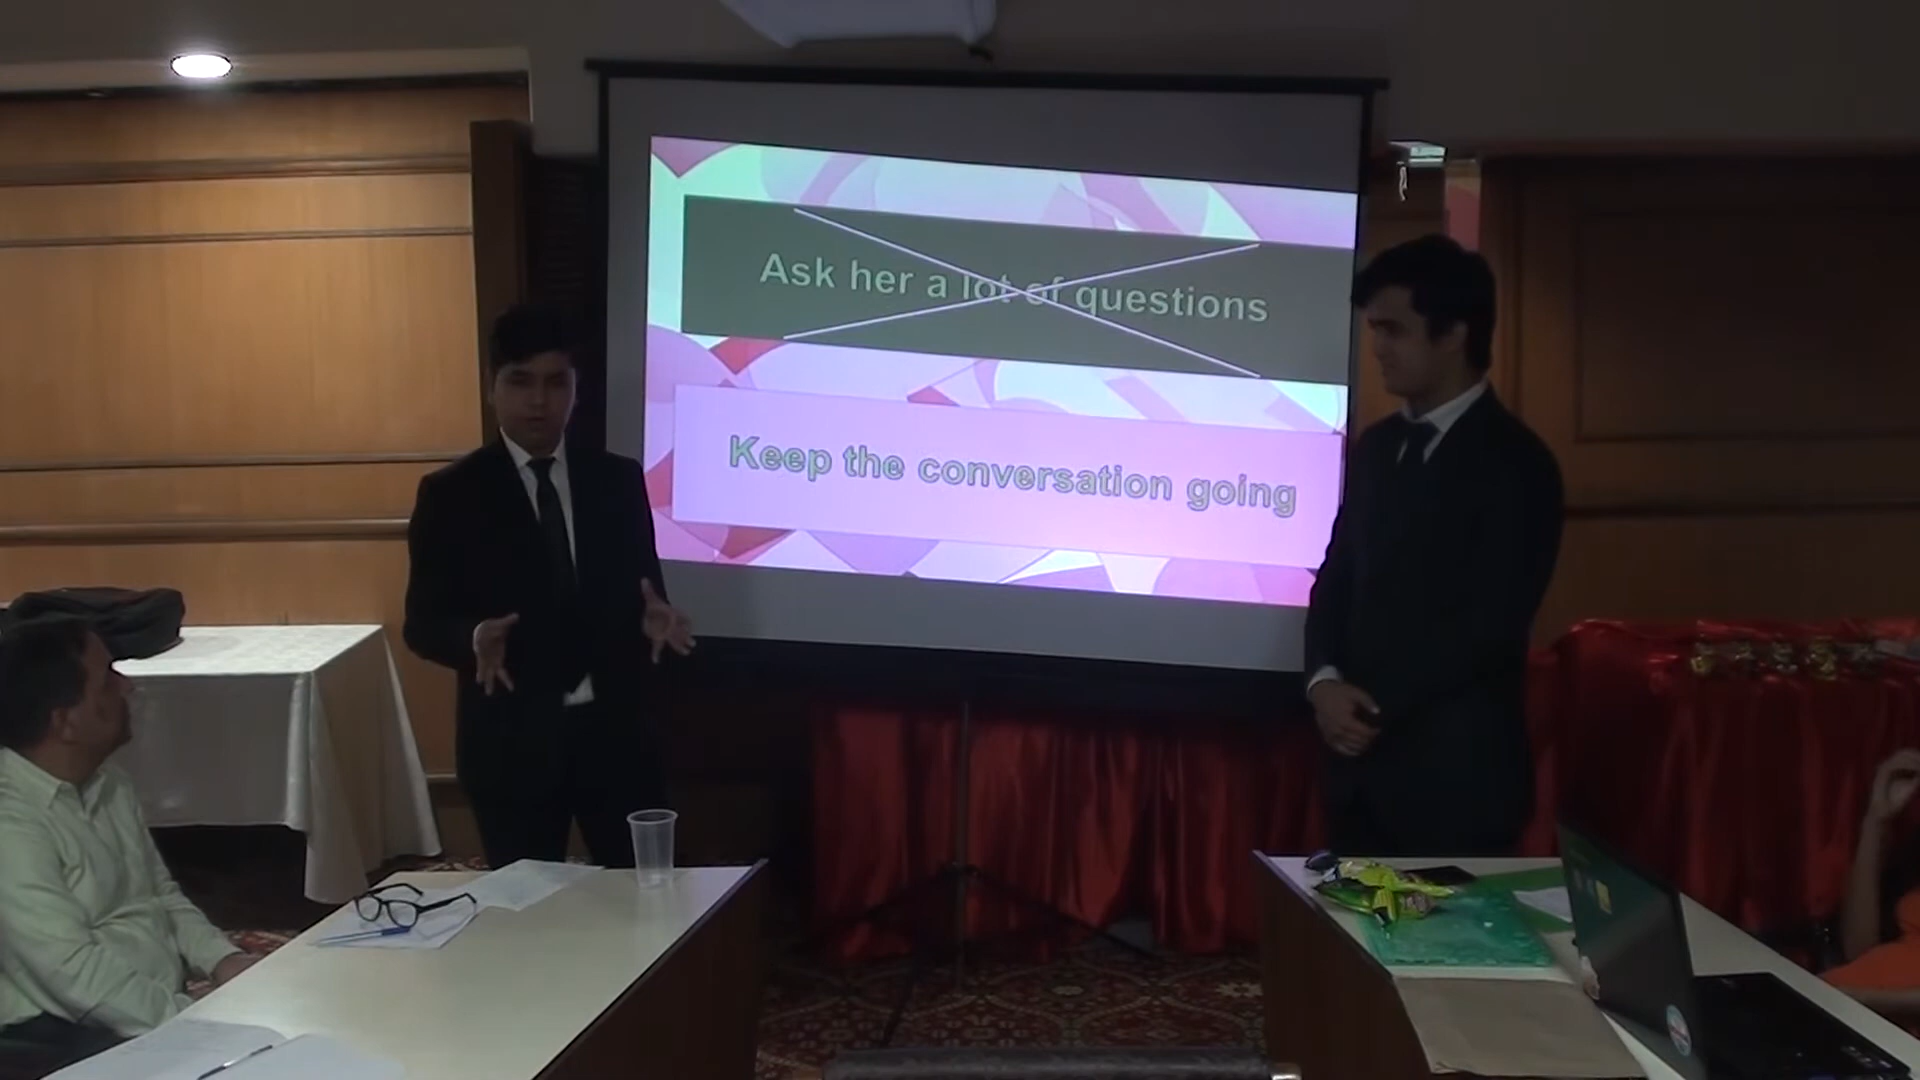 Ask her a lot of questions
Keep the conversation going